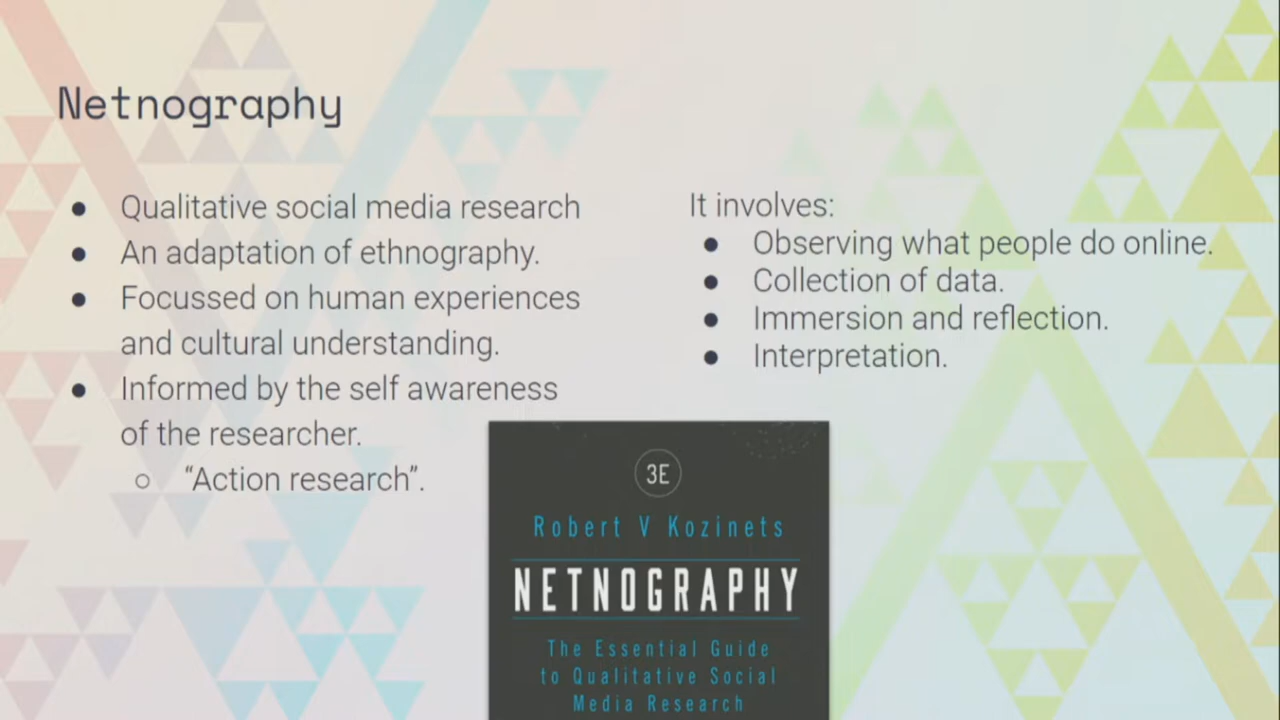 Netnography
● Qualitative social media research
● An adaptation of ethnography.
● Focussed on human experiences
and cultural understanding.
● Informed by the self awareness
of the researcher.
○ “Action research”.
It involves:
● Observing what people do online.
● Collection of data.
● Immersion and reflection.
● Interpretation.
3E
Robert V Kozinets
NETNOGRAPHY
The Essential Guide
to Qualitative Social
Media Research